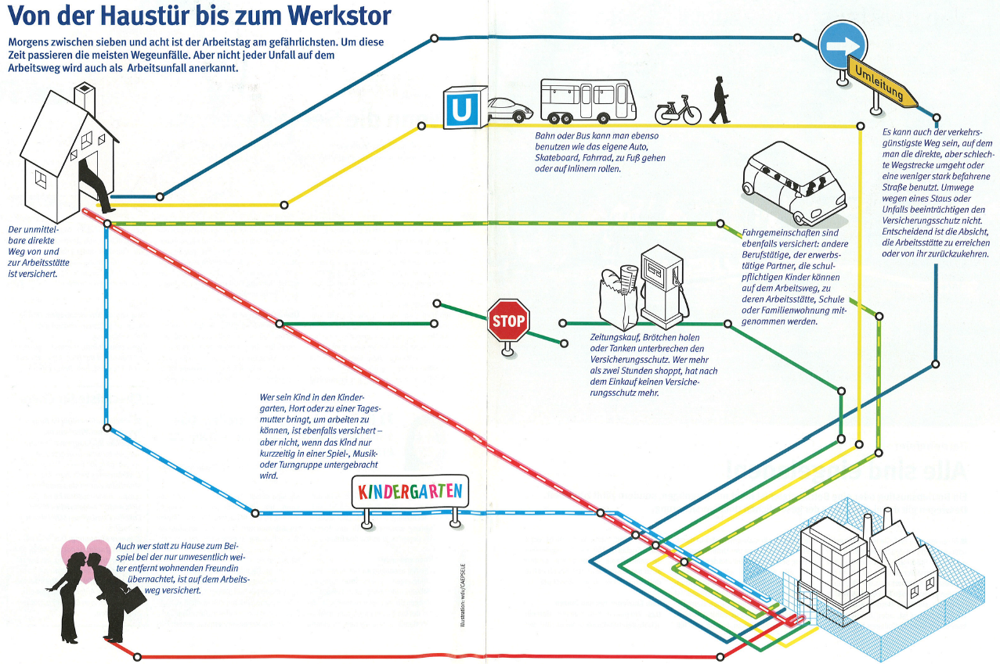 Von der Haustür bis zum Werkstor
Morgens zwischen sieben und acht ist der Arbeitstag am gefährlichsten. Um diese
Zeit passieren die meisten Wegeunfälle. Aber nicht jeder Unfall auf dem
Arbeitsweg wird auch als Arbeitsunfall anerkannt.
U
Umleitung
Bahn oder Bus kann man ebenso
benutzen wie das eigene Auto,
Skateboard, Fahrrad, zu Fuß gehen
oder auf Inlinern rollen.
Es kann auch der verkehrs-
günstigste Weg sein, auf dem
man die direkte, aber schlech-
te Wegstrecke umgeht oder
eine weniger stark befahrene
Straße benutzt. Umwege
wegen eines Staus oder
Unfalls beeinträchtigen den
Versicherungsschutz nicht.
Entscheidend ist die Absicht,
die Arbeitsstätte zu erreichen
oder von ihr zurückzukehren.
Der unmittel-
bare direkte
Weg von und
zur Arbeitsstätte
ist versichert.
Fahrgemeinschaften sind
ebenfalls versichert: andere
Berufstätige, der erwerbs-
tätige Partner, die schul-
pflichtigen Kinder können
auf dem Arbeitsweg, zu
deren Arbeitsstätte, Schule
oder Familienwohnung mit-
genommen werden.
STOP
Zeitungskauf, Brötchen holen
oder Tanken unterbrechen den
Versicherungsschutz. Wer mehr
als zwei Stunden shoppt, hat nach
dem Einkauf keinen Versiche-
rungsschutz mehr.
Wer sein Kind in den Kinder-
garten, Hort oder zu einer Tages-
mutter bringt, um arbeiten zu
können, ist ebenfalls versichert –
aber nicht, wenn das Kind nur
kurzzeitig in einer Spiel-, Musik-
oder Turngruppe untergebracht
wird.
KINDERGARTEN
Auch wer statt zu Hause zum Bei-
spiel bei der nur unwesentlich wei-
ter entfernt wohnenden Freundin
übernachtet, ist auf dem Arbeits-
weg versichert.
Illustration: wdv/CAEPSELE